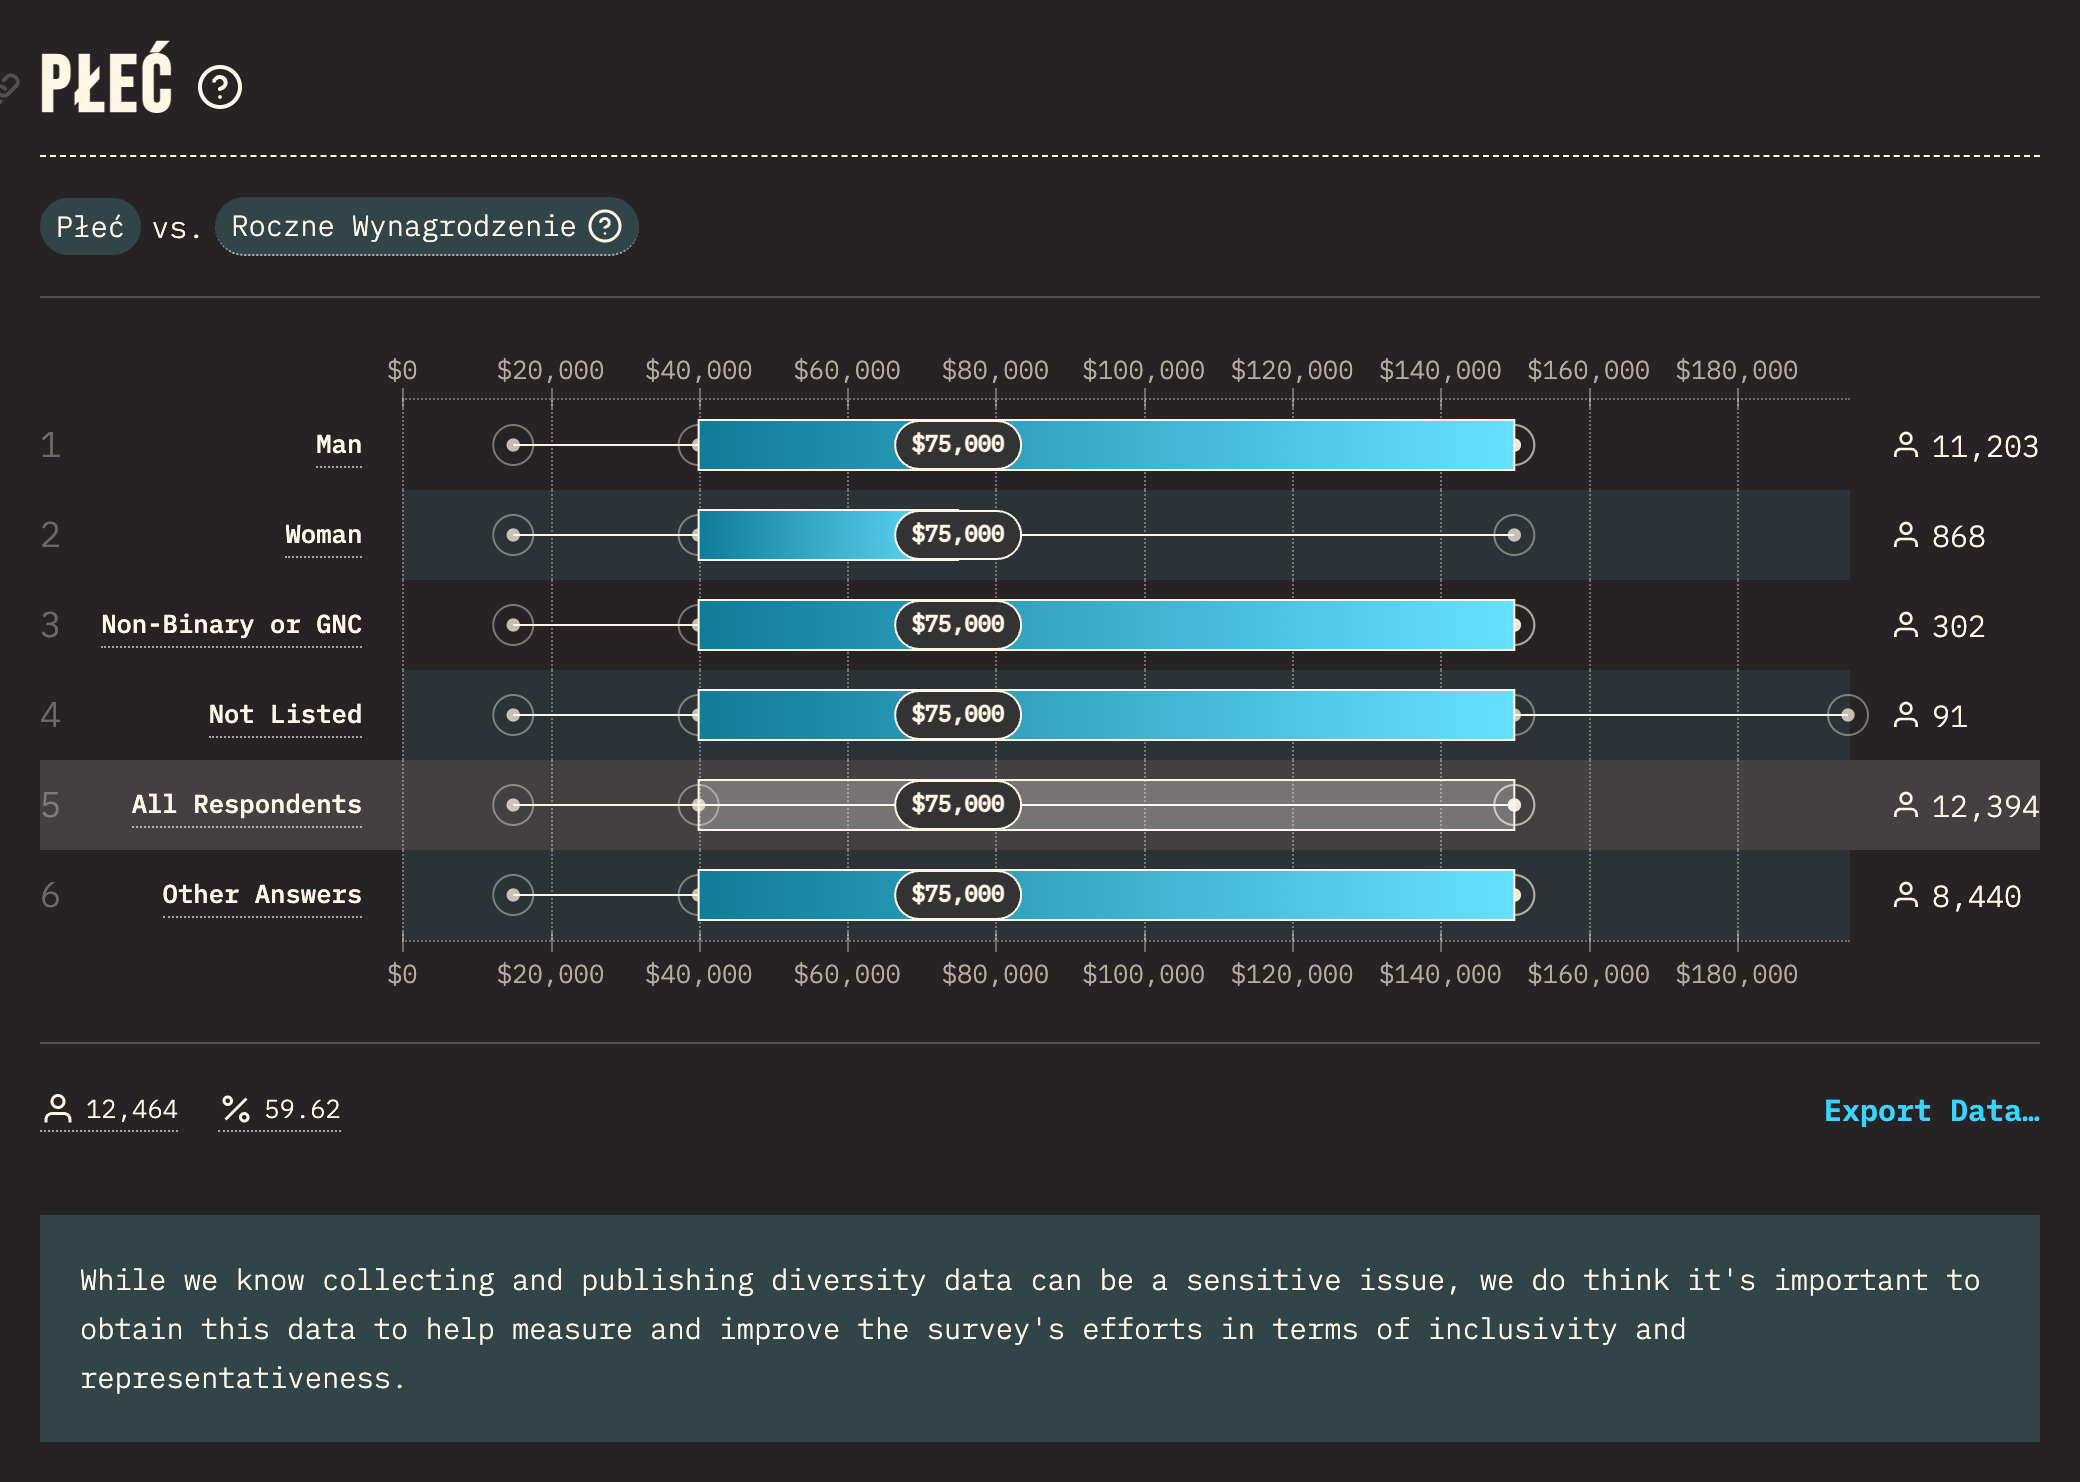 PŁEĆ
Płeć vs. Roczne Wynagrodzenie
$0 $20,000 $40,000 $60,000 $80,000 $100,000 $120,000 $140,000 $160,000 $180,000
1 Man $75,000 11,203
2 Woman $75,000 868
3 Non-Binary or GNC $75,000 302
4 Not Listed $75,000 91
5 All Respondents $75,000 12,394
6 Other Answers $75,000 8,440
$0 $20,000 $40,000 $60,000 $80,000 $100,000 $120,000 $140,000 $160,000 $180,000
12,464 % 59.62 Export Data…
While we know collecting and publishing diversity data can be a sensitive issue, we do think it's important to
obtain this data to help measure and improve the survey's efforts in terms of inclusivity and
representativeness.